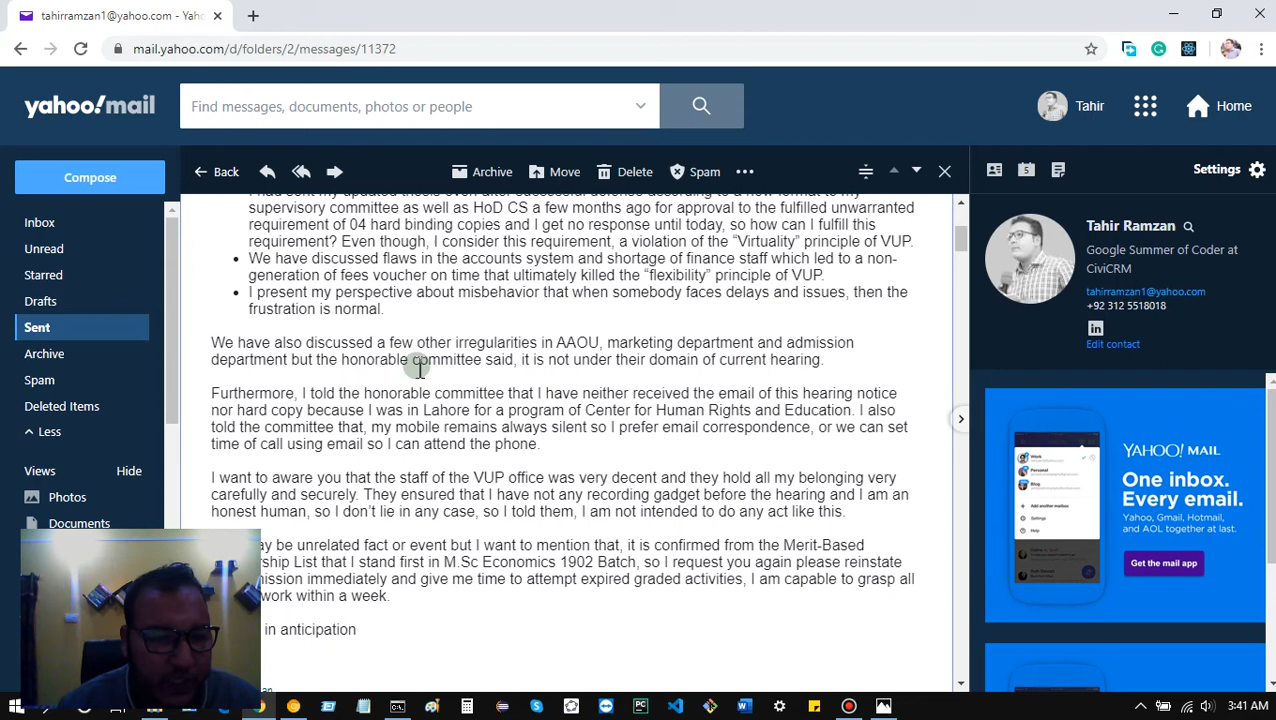 tahirramzan1@yahoo.com - Yaho
mail.yahoo.com/d/folders/2/messages/11372
yahoo!mail
Find messages, documents, photos or people
Tahir
Home
Compose
Back
Archive
Move
Delete
Spam
Settings
Inbox
Unread
Starred
Drafts
Sent
Archive
Spam
Deleted Items
Less
Views
Hide
Photos
Documents
supervisory committee as well as HoD CS a few months ago for approval to the fulfilled unwarranted
requirement of 04 hard binding copies and I get no response until today, so how can I fulfill this
requirement? Even though, I consider this requirement, a violation of the “Virtuality” principle of VUP.
• We have discussed flaws in the accounts system and shortage of finance staff which led to a non-
generation of fees voucher on time that ultimately killed the “flexibility” principle of VUP.
• I present my perspective about misbehavior that when somebody faces delays and issues, then the
frustration is normal.
We have also discussed a few other irregularities in AAOU, marketing department and admission
department but the honorable committee said, it is not under their domain of current hearing.
Furthermore, I told the honorable committee that I have neither received the email of this hearing notice
nor hard copy because I was in Lahore for a program of Center for Human Rights and Education. I also
told the committee that, my mobile remains always silent so I prefer email correspondence, or we can set
time of call using email so I can attend the phone.
I want to aware you that the staff of the VUP office was very decent and they hold all my belonging very
carefully and securely. They ensured that I have not any recording gadget before the hearing and I am an
honest human, so I don’t lie in any case, so I told them, I am not intended to do any act like this.
ay be unrelated fact or event but I want to mention that, it is confirmed from the Merit-Based
ship List that I stand first in M.Sc Economics 1902 Batch, so I request you again please reinstate
mission immediately and give me time to attempt expired graded activities, I am capable to grasp all
work within a week.
in anticipation
5
Tahir Ramzan
Google Summer of Coder at
CiviCRM
tahirramzan1@yahoo.com
+92 312 5518018
Edit contact
YAHOO! MAIL
One inbox.
Every email.
Yahoo, Gmail, Hotmail,
and AOL together at last.
Get the mail app
Work
Personal
Blog
Add another mailbox
Settings
Help
3:41 AM